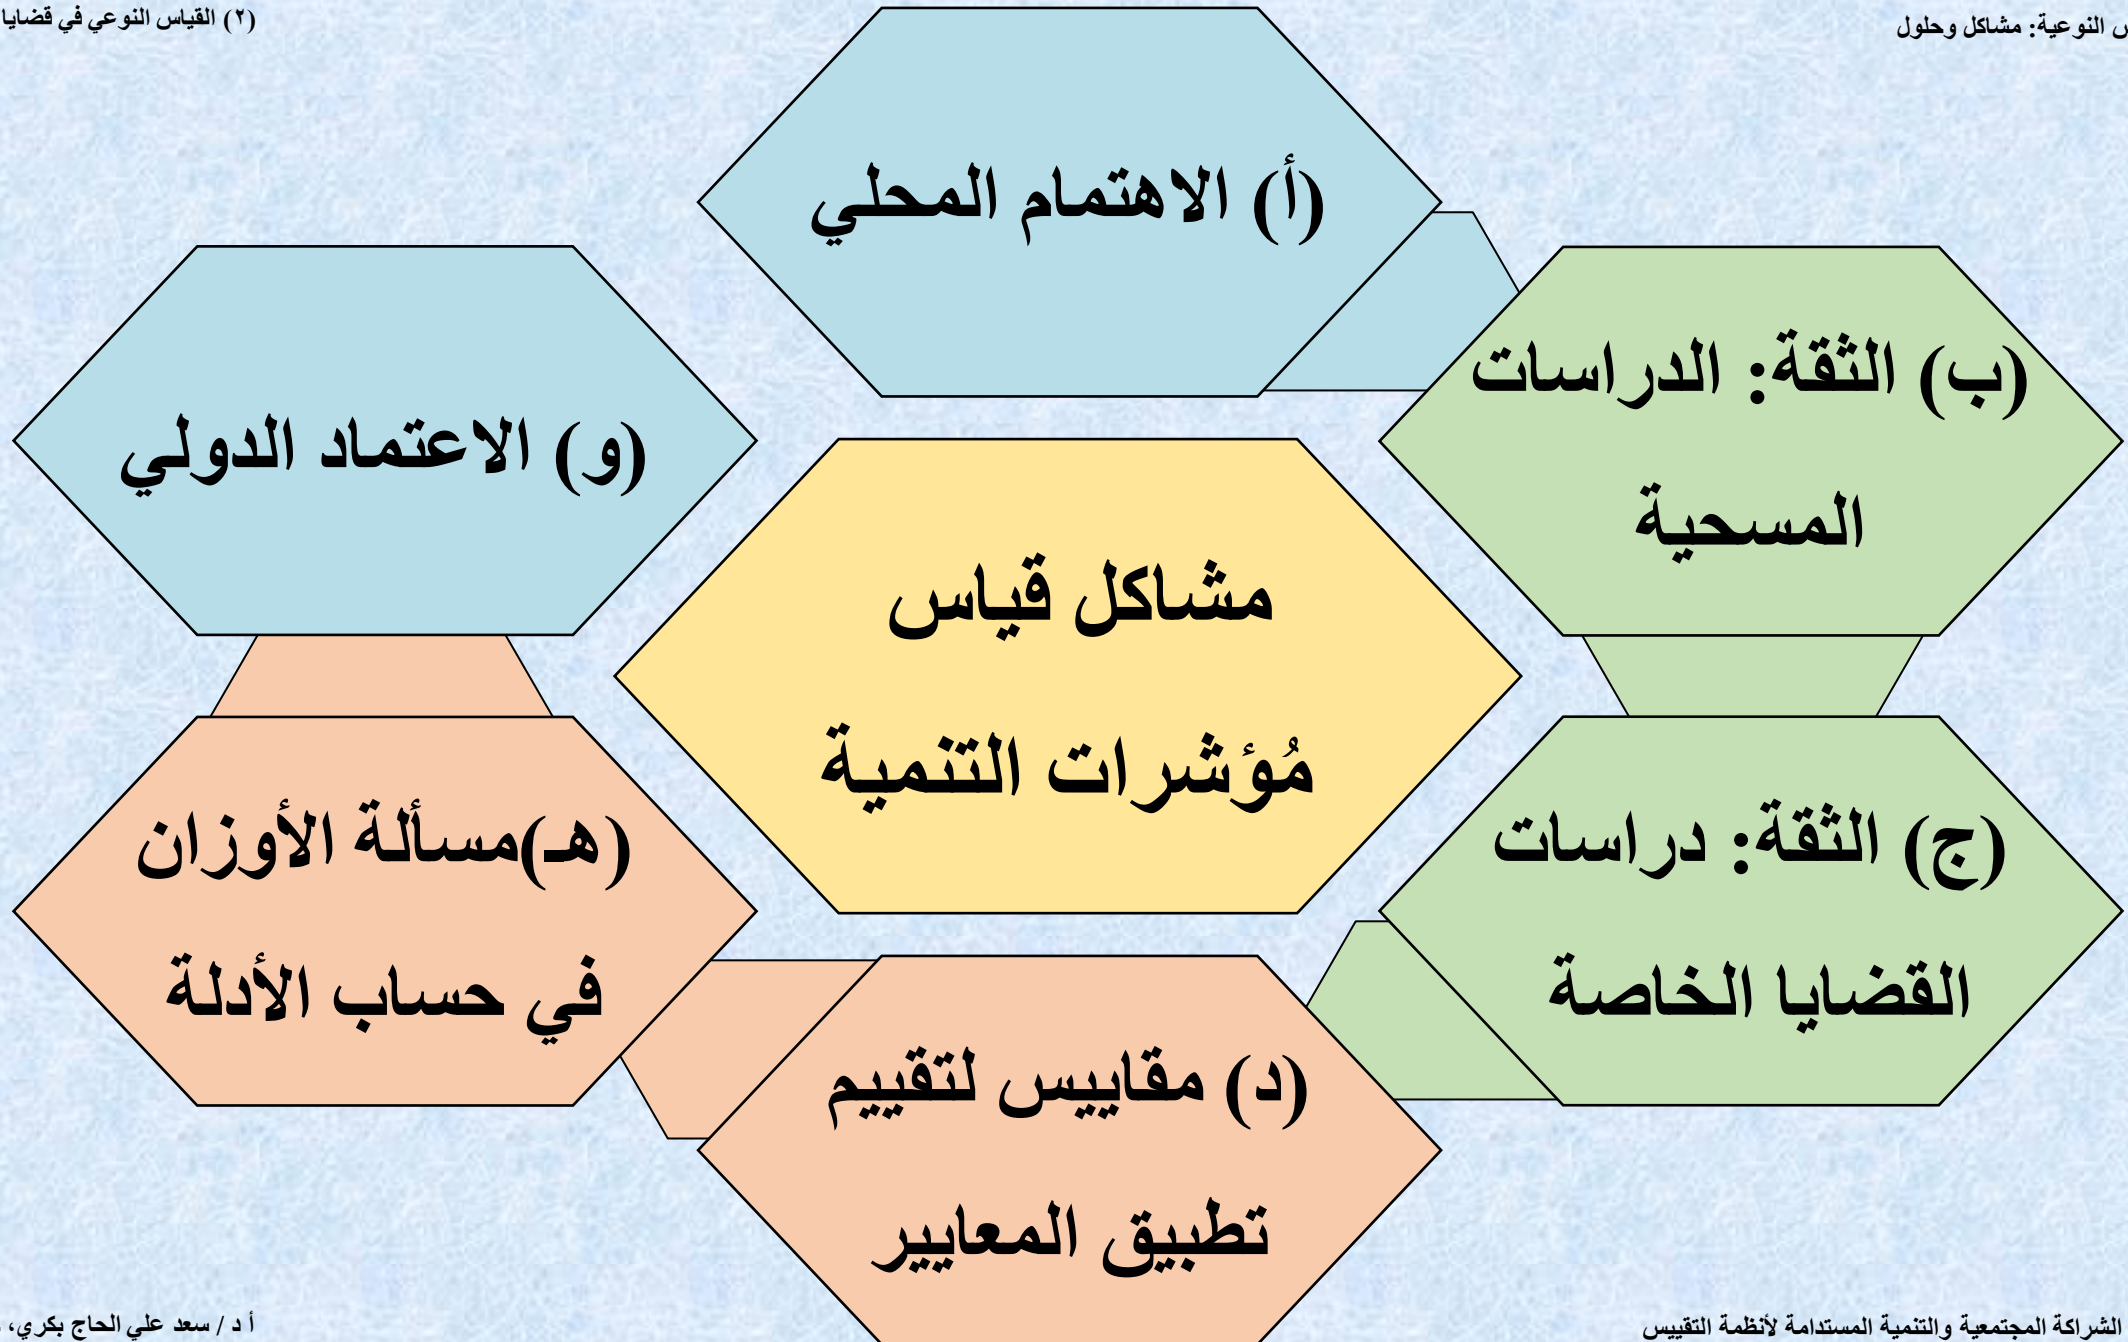 النوعية: مشاكل وحلول
(٢) القياس النوعي في قضايا
(أ) الاهتمام المحلي
(ب) الثقة: الدراسات
المسحية
(ج) الثقة: دراسات
القضايا الخاصة
(د) مقاييس لتقييم
تطبيق المعايير
(هـ)مسألة الأوزان
في حساب الأدلة
(و) الاعتماد الدولي
مشاكل قياس
مُؤشرات التنمية
الشراكة المجتمعية والتنمية المستدامة لأنظمة التقييس
أ د / سعد علي الحاج بكري،